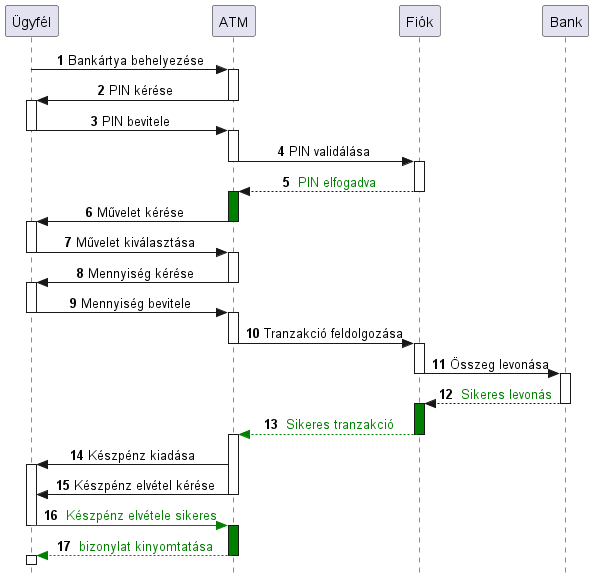 Ügyfél ATM Fiók Bank
1 Bankártya behelyezése
2 PIN kérése
3 PIN bevitele
4 PIN validálása
5 PIN elfogadva
6 Művelet kérése
7 Művelet kiválasztása
8 Mennyiség kérése
9 Mennyiség bevitele
10 Tranzakció feldolgozása
11 Összeg levonása
12 Sikeres levonás
13 Sikeres tranzakció
14 Készpénz kiadása
15 Készpénz elvétel kérése
16 Készpénz elvétele sikeres
17 bizonylat kinyomtatása